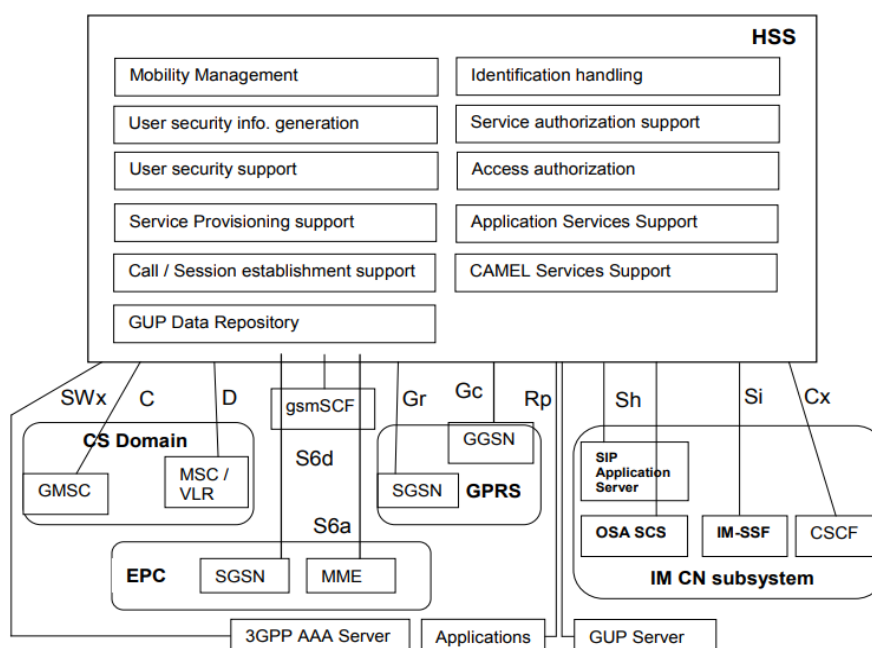 HSS
Mobility Management
Identification handling
User security info. generation
Service authorization support
User security support
Access authorization
Service Provisioning support
Application Services Support
Call / Session establishment support
CAMEL Services Support
GUP Data Repository
SWx
C
D
gsmSCF
Gr
Gc
Rp
Sh
Si
Cx
CS Domain
GMSC
MSC /
VLR
S6d
S6a
GGSN
SGSN
GPRS
SIP
Application
Server
OSA SCS
IM-SSF
CSCF
IM CN subsystem
EPC
SGSN
MME
3GPP AAA Server
Applications
GUP Server